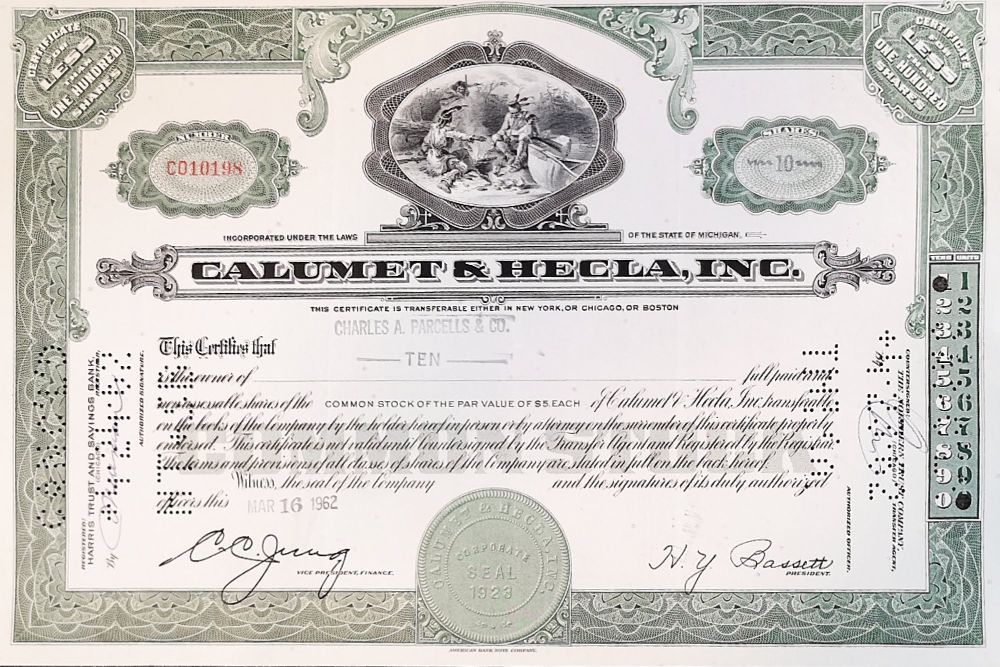 CERTIFICATE
FOR
LESS
THAN
ONE HUNDRED
SHARES
CERTIFICATE
FOR
LESS
THAN
ONE HUNDRED
SHARES
NUMBER
CO10198
SHARES
10
INCORPORATED UNDER THE LAWS OF THE STATE OF MICHIGAN.
CALUMET & HECLA, INC.
THIS CERTIFICATE IS TRANSFERABLE EITHER IN NEW YORK, OR CHICAGO, OR BOSTON
CHARLES A. PARCELLS & CO.
This Certifies that
TEN
is the owner of full paid and
non-assessable shares of the COMMON STOCK OF THE PAR VALUE OF $5. EACH of Calumet & Hecla, Inc. transferable
on the books of the Company by the holder hereof in person or by attorney on the surrender of this certificate properly
endorsed. This certificate is not valid until Countersigned by the Transfer Agent and Registered by the Registrar.
The terms and provisions of all classes of shares of the Company are stated in full on the back hereof.
Witness, the seal of the Company and the signatures of its duly authorized
officers this MAR 16 1962
C. C. Jung
VICE PRESIDENT, FINANCE.
H. Y. Bassett
PRESIDENT.
CALUMET & HECLA, INC.
CORPORATE
SEAL
1923
REGISTERED:
HARRIS TRUST AND SAVINGS BANK
By
AUTHORIZED SIGNATURE.
COUNTERSIGNED:
THE NORTHERN TRUST COMPANY
(CHICAGO)
TRANSFER AGENT,
AUTHORIZED OFFICER.
TENS UNITS
1
2 2
3 3
4 4
5 5
6 6
7 7
8 8
9 9
0
AMERICAN BANK NOTE COMPANY.